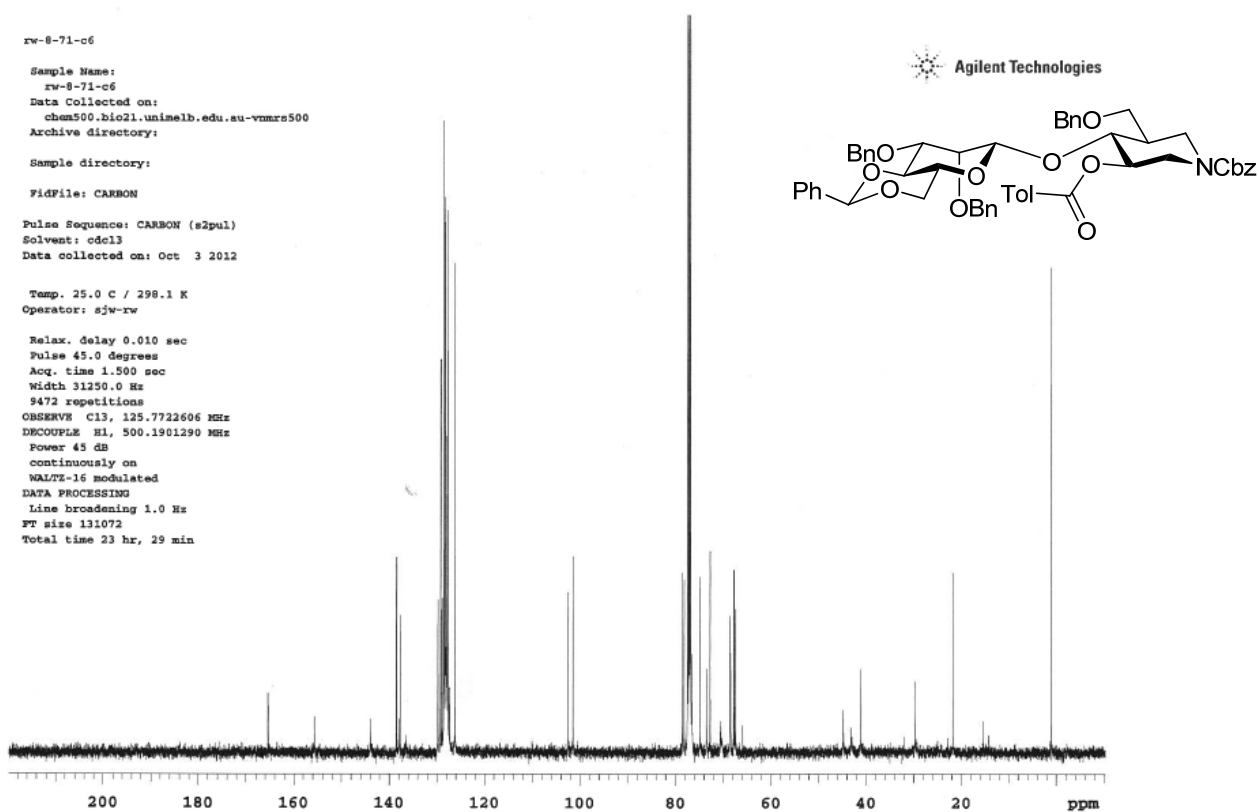 rw-8-71-c6
Sample Name:
rw-8-71-c6
Data Collected on:
chem500.bio21.unimelb.edu.au-vnmrs500
Archive directory:
Sample directory:
FidFile: CARBON
Pulse Sequence: CARBON (s2pul)
Solvent: cdcl3
Data collected on: Oct 3 2012
Temp. 25.0 C / 298.1 K
Operator: sjw-rw
Relax. delay 0.010 sec
Pulse 45.0 degrees
Acq. time 1.500 sec
Width 31250.0 Hz
9472 repetitions
OBSERVE C13, 125.7722606 MHz
DECOUPLE H1, 500.1901290 MHz
Power 45 dB
continuously on
WALTZ-16 modulated
DATA PROCESSING
Line broadening 1.0 Hz
FT size 131072
Total time 23 hr, 29 min
Agilent Technologies
BnO
BnO
O
O
O
NCbz
O
Ph
O
OBn
Tol
O
200 180 160 140 120 100 80 60 40 20 ppm